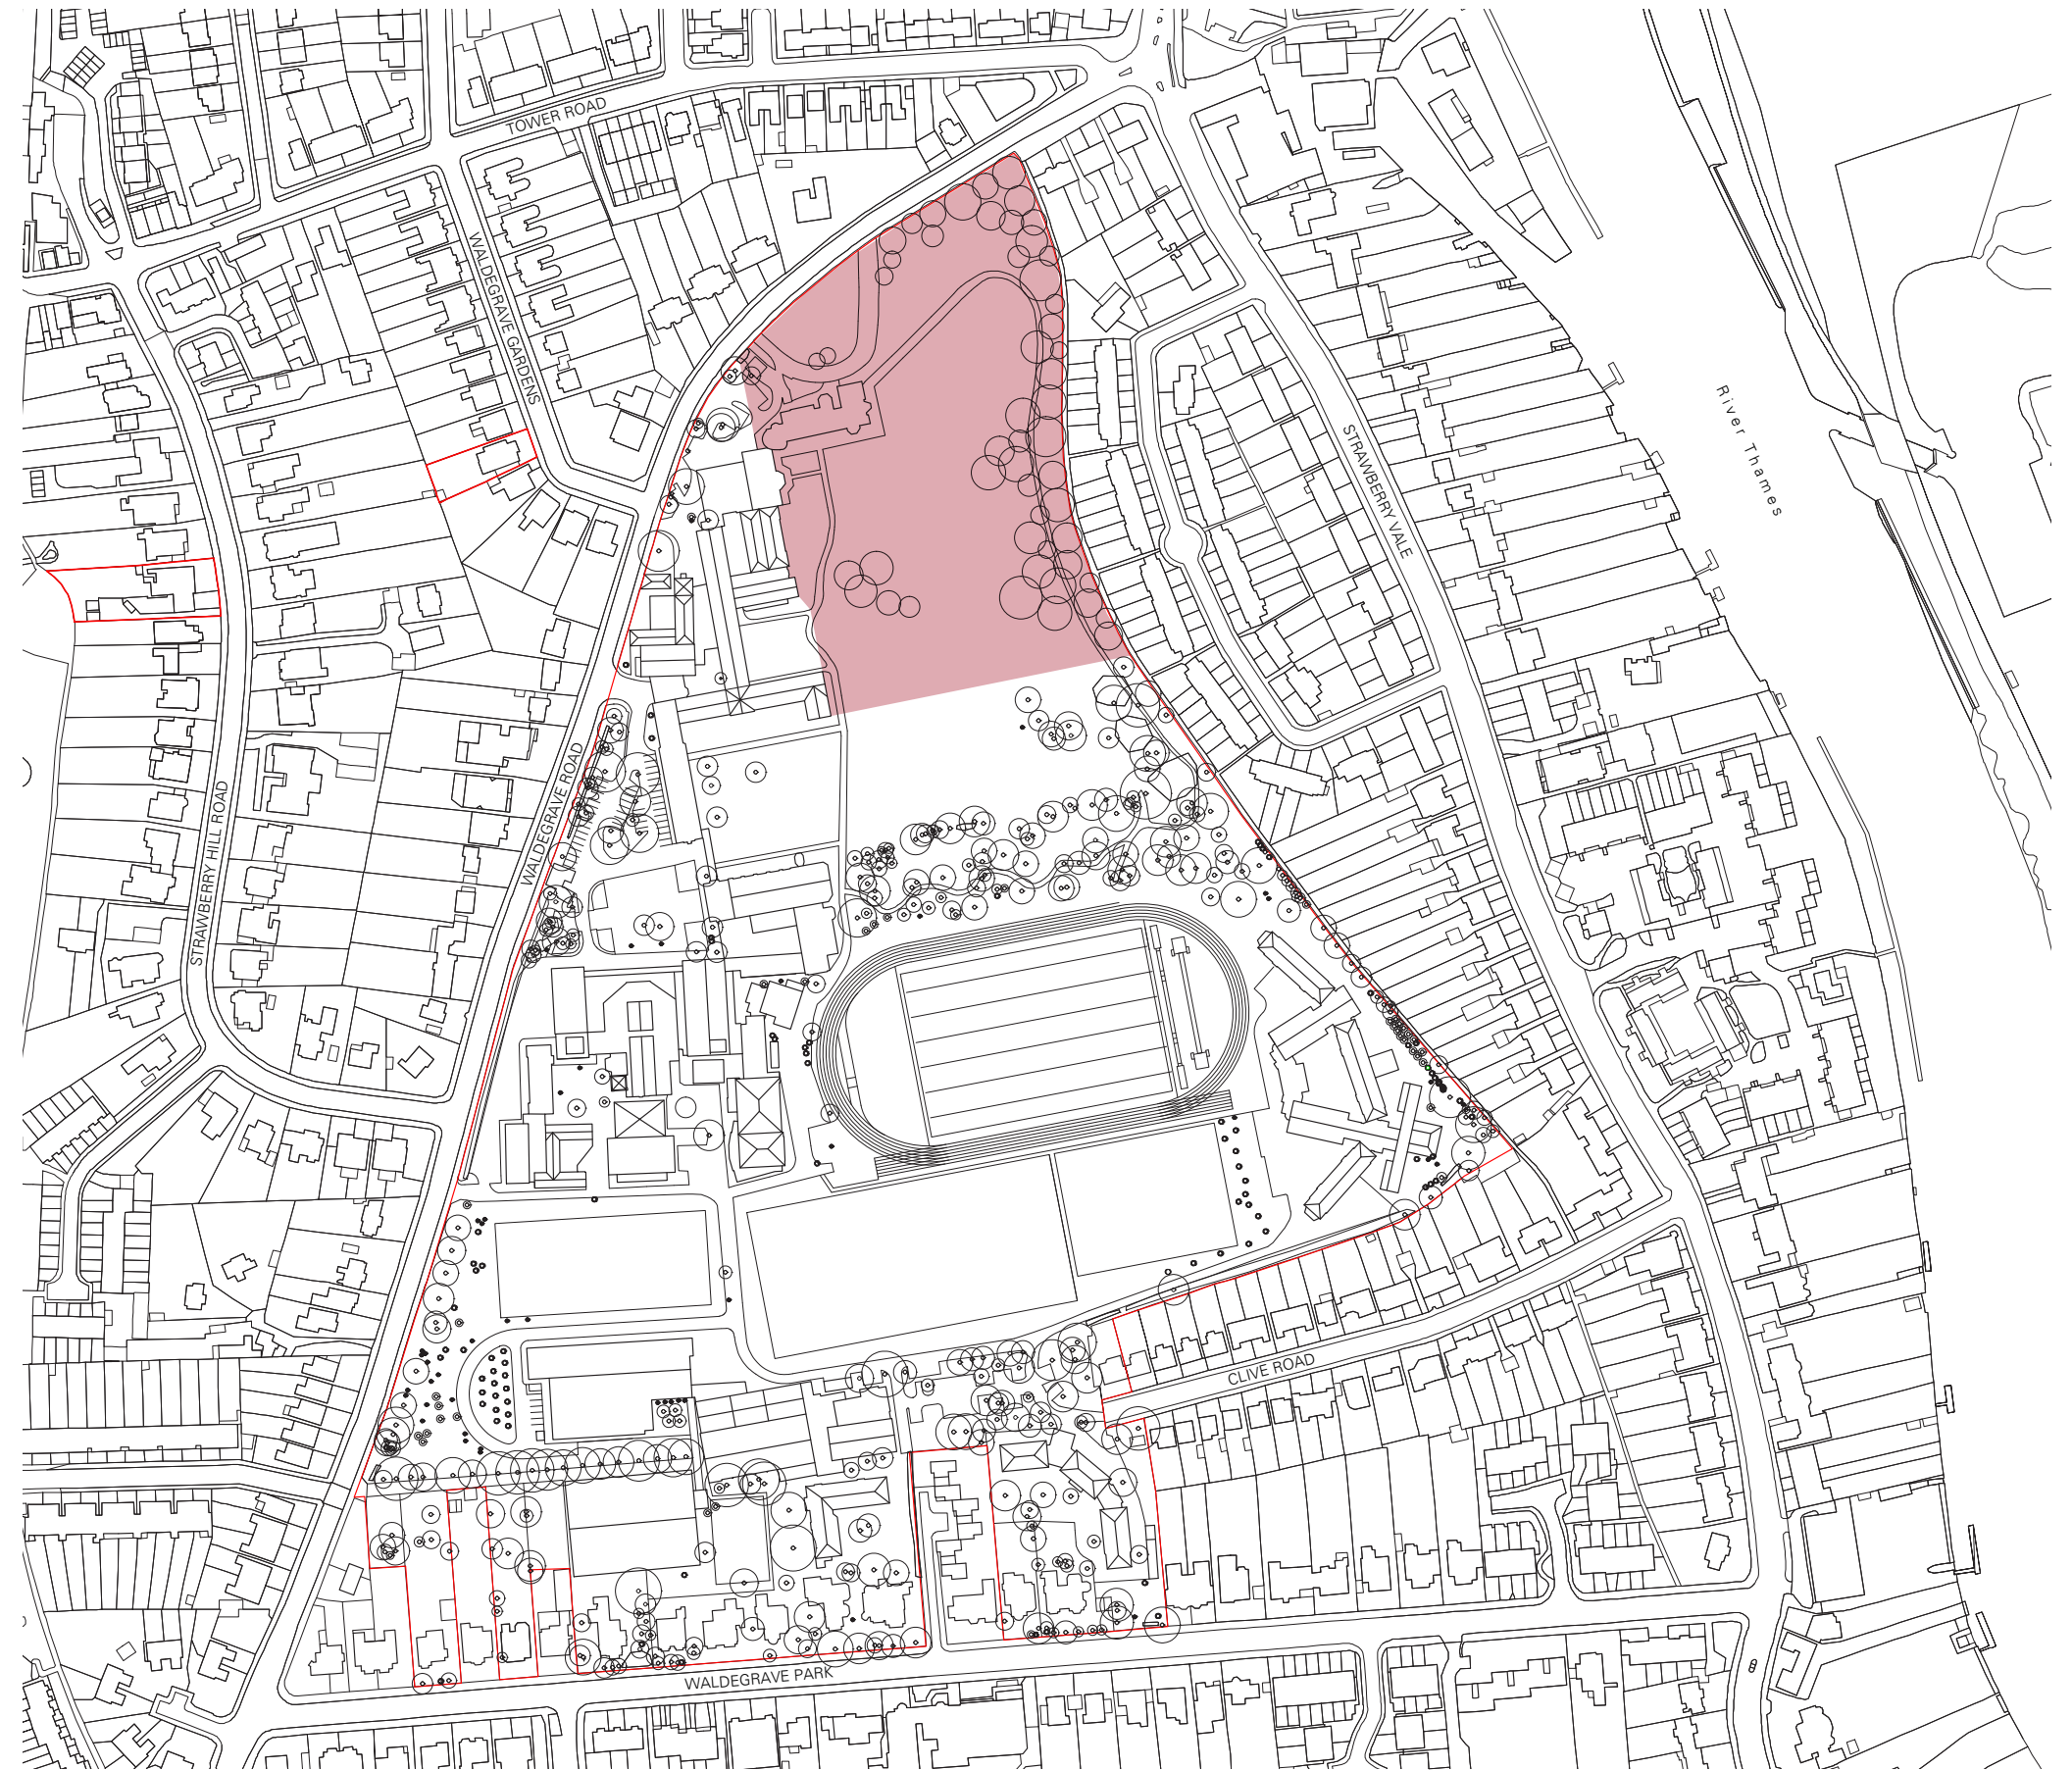 TOWER ROAD
WALDEGRAVE GARDENS
River Thames
STRAWBERRY VALE
STRAWBERRY HILL ROAD
WALDEGRAVE ROAD
CLIVE ROAD
WALDEGRAVE PARK